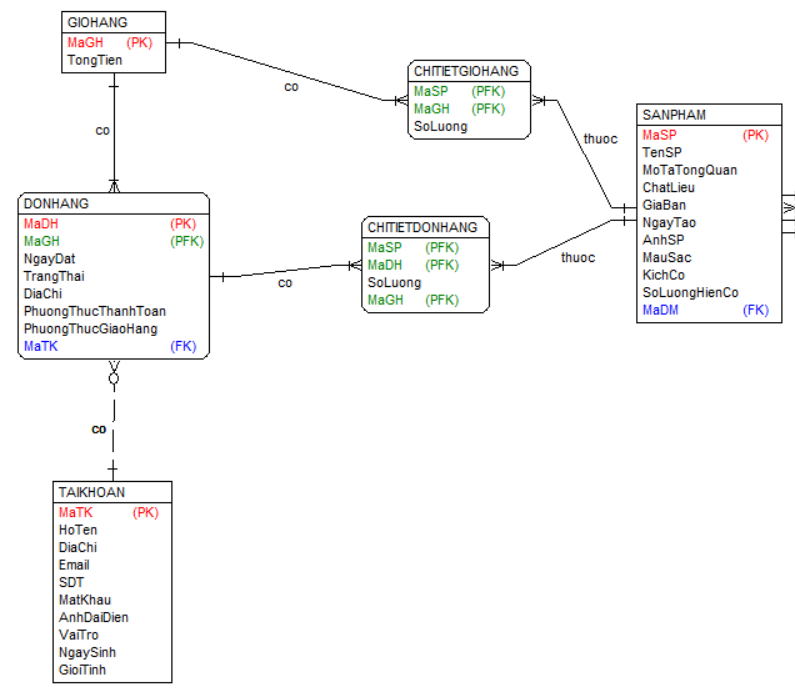 GIOHANG
MaGH (PK)
TongTien
co
co
CHITIETGIOHANG
MaSP (PFK)
MaGH (PFK)
SoLuong
thuoc
SANPHAM
MaSP (PK)
TenSP
MoTaTongQuan
ChatLieu
GiaBan
NgayTao
AnhSP
MauSac
KichCo
SoLuongHienCo
MaDM (FK)
DONHANG
MaDH (PK)
MaGH (PFK)
NgayDat
TrangThai
DiaChi
PhuongThucThanhToan
PhuongThucGiaoHang
MaTK (FK)
co
CHITIETDONHANG
MaSP (PFK)
MaDH (PFK)
SoLuong
MaGH (PFK)
thuoc
co
TAIKHOAN
MaTK (PK)
HoTen
DiaChi
Email
SDT
MatKhau
AnhDaiDien
VaiTro
NgaySinh
GioiTinh